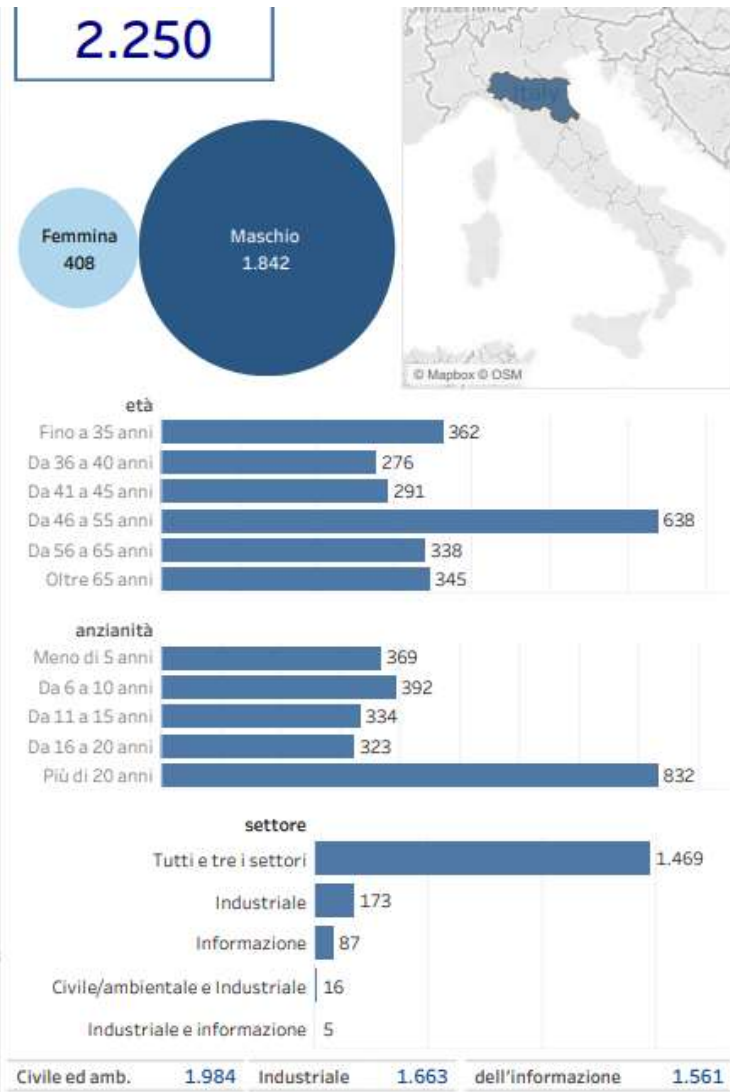 2.250
Italy
Femmina
408
Maschio
1.842
© Mapbox © OSM
età
Fino a 35 anni 362
Da 36 a 40 anni 276
Da 41 a 45 anni 291
Da 46 a 55 anni 638
Da 56 a 65 anni 338
Oltre 65 anni 345
anzianità
Meno di 5 anni 369
Da 6 a 10 anni 392
Da 11 a 15 anni 334
Da 16 a 20 anni 323
Più di 20 anni 832
settore
Tutti e tre i settori 1.469
Industriale 173
Informazione 87
Civile/ambientale e Industriale 16
Industriale e informazione 5
Civile ed amb. 1.984 Industriale 1.663 dell'informazione 1.561